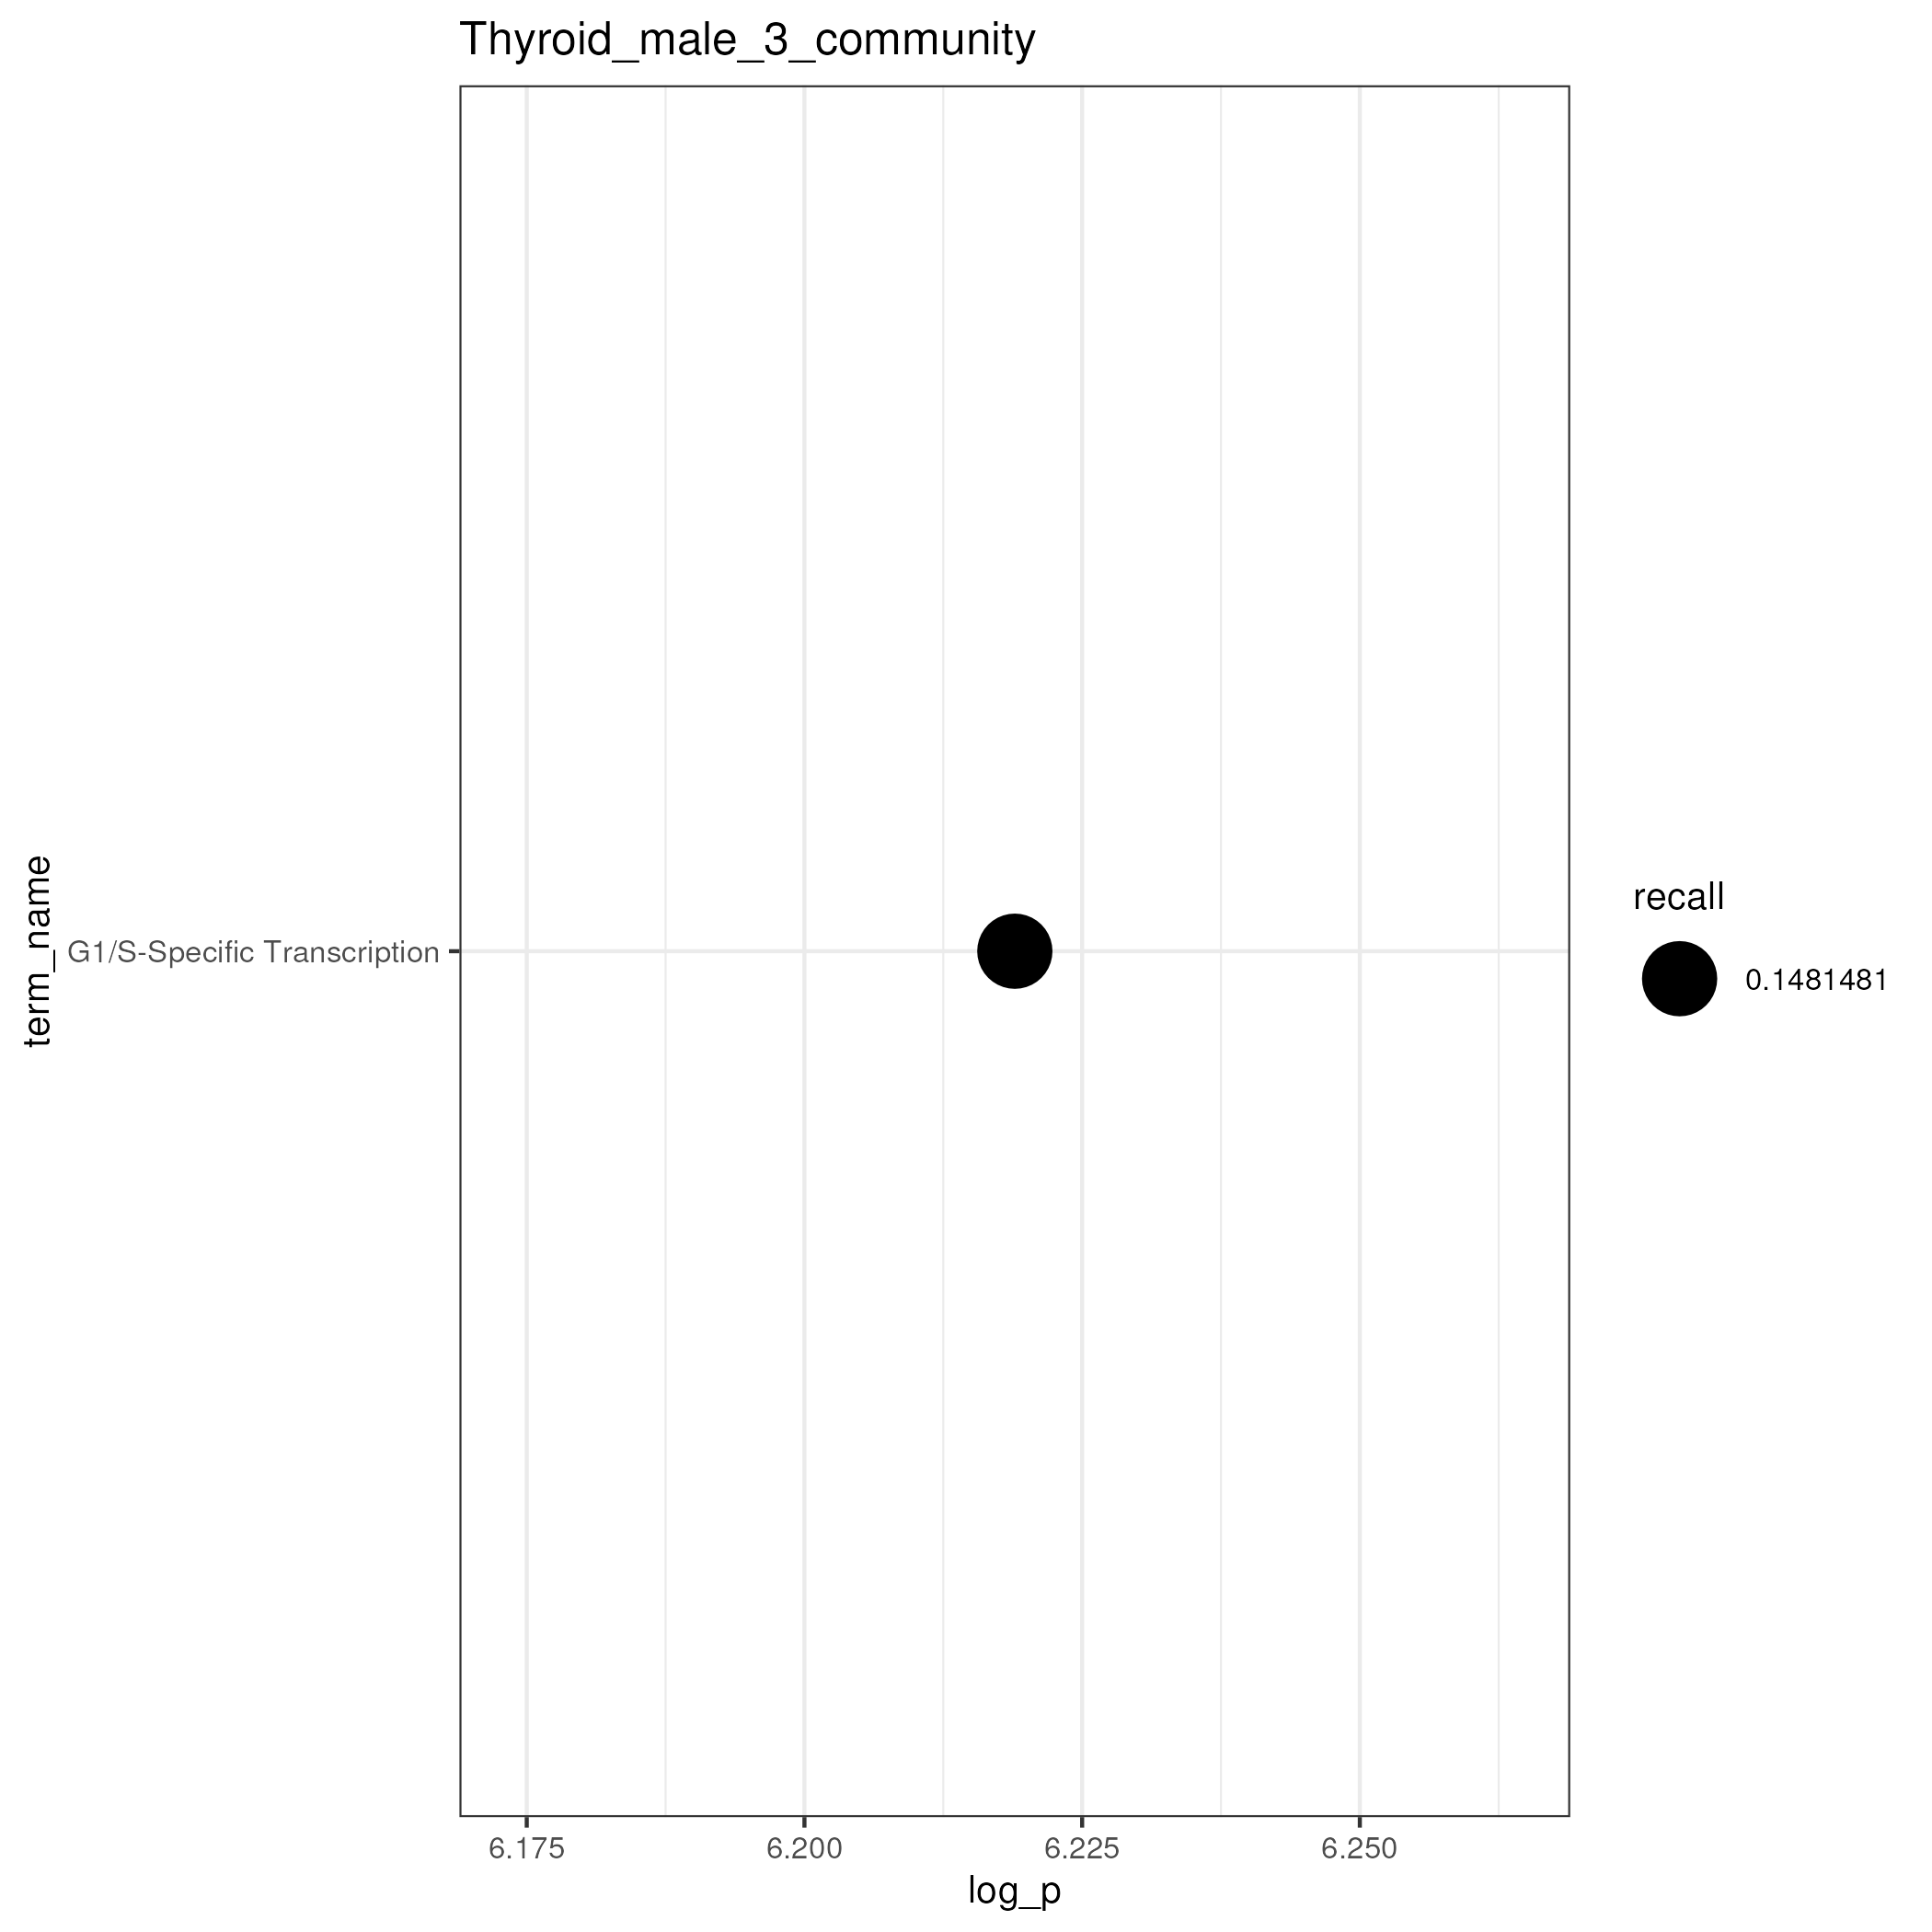 Thyroid_male_3_community
term_name
G1/S-Specific Transcription
recall
0.1481481
6.175 6.200 6.225 6.250
log_p